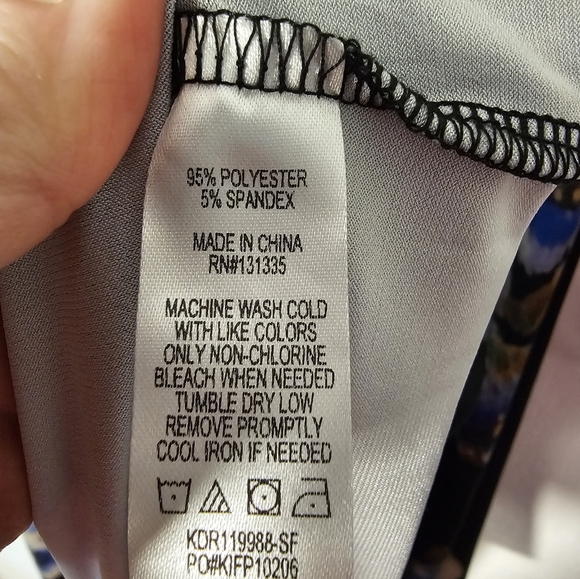 95% POLYESTER
5% SPANDEX
MADE IN CHINA
RN#131335
MACHINE WASH COLD
WITH LIKE COLORS
ONLY NON-CHLORINE
BLEACH WHEN NEEDED
TUMBLE DRY LOW
REMOVE PROMPTLY
COOL IRON IF NEEDED
KDR119988-SF
PO#KIFP10206